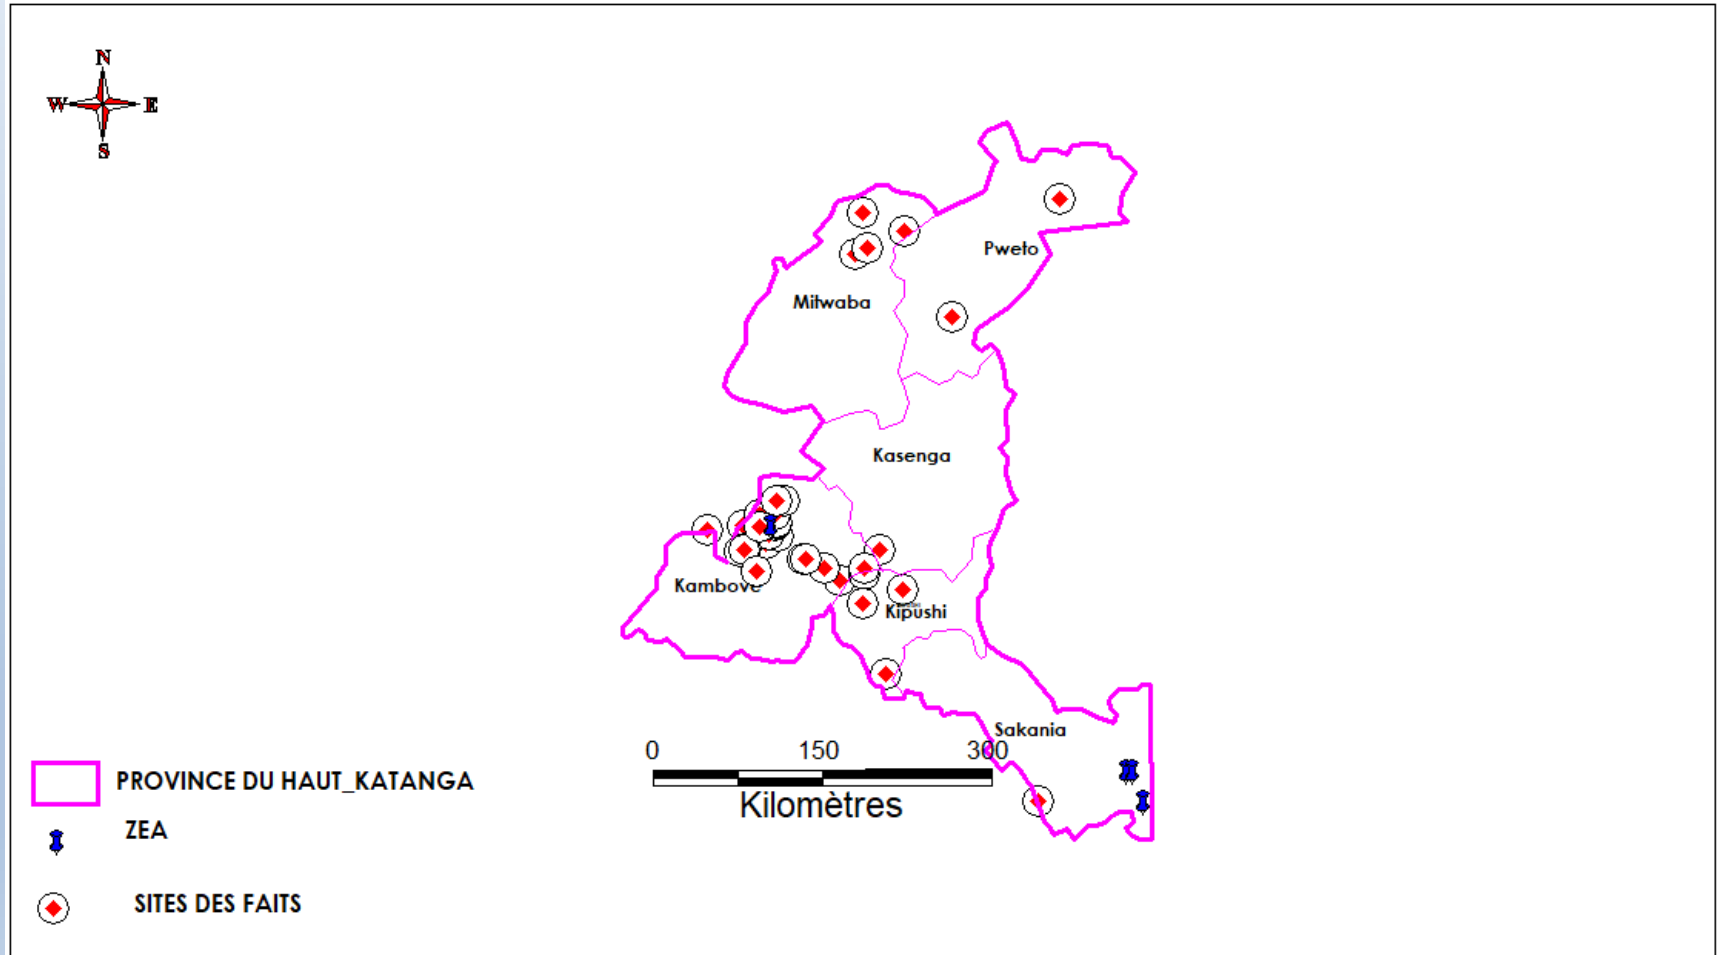 N
W E
S
Pweto
Mitwaba
Kasenga
Kambove
Kipushi
Sakania
0 150 300
Kilomètres
PROVINCE DU HAUT_KATANGA
ZEA
SITES DES FAITS